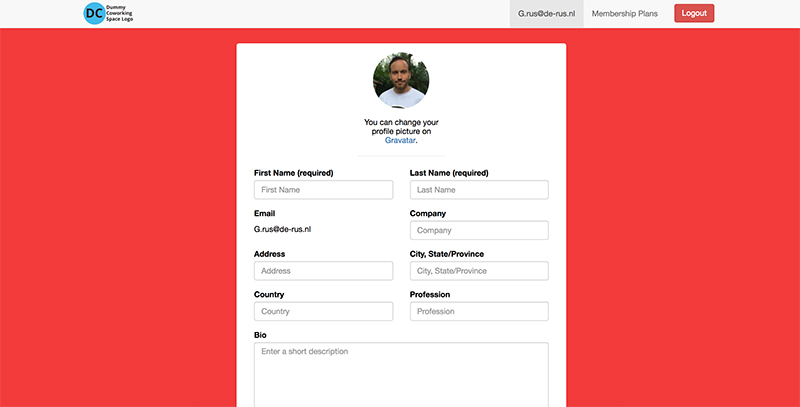 DC
Dummy
Coworking
Space Logo
G.rus@de-rus.nl
Membership Plans
Logout
You can change your
profile picture on
Gravatar.
First Name (required)
Last Name (required)
First Name
Last Name
Email
Company
G.rus@de-rus.nl
Company
Address
City, State/Province
Address
City, State/Province
Country
Profession
Country
Profession
Bio
Enter a short description